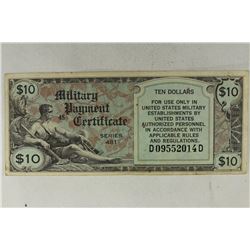 $10
Military
Payment
Certificate
SERIES
481
$10
TEN DOLLARS
FOR USE ONLY IN
UNITED STATES MILITARY
ESTABLISHMENTS BY
UNITED STATES
AUTHORIZED PERSONNEL
IN ACCORDANCE WITH
APPLICABLE RULES
AND REGULATIONS.
D09552014D
$10
$10